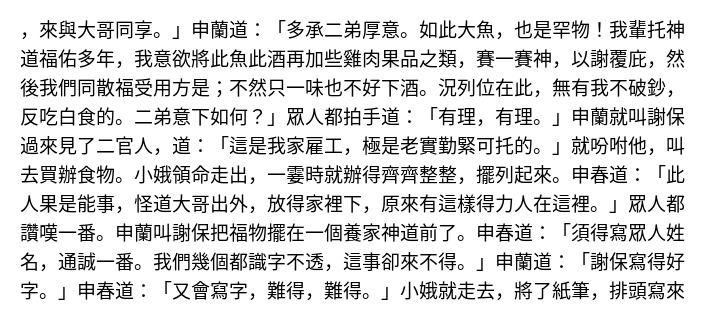 ，來與大哥同享。」申蘭道：「多承二弟厚意。如此大魚，也是罕物！我輩托神
道福佑多年，我意欲將此魚此酒再加些雞肉果品之類，賽一賽神，以謝覆庇，然
後我們同散福受用方是；不然只一味也不好下酒。況列位在此，無有我不破鈔，
反吃白食的。二弟意下如何？」眾人都拍手道：「有理，有理。」申蘭就叫謝保
過來見了二官人，道：「這是我家雇工，極是老實勤緊可托的。」就吩咐他，叫
去買辦食物。小娥領命走出，一霎時就辦得齊齊整整，擺列起來。申春道：「此
人果是能事，怪道大哥出外，放得家裡下，原來有這樣得力人在這裡。」眾人都
讚嘆一番。申蘭叫謝保把福物擺在一個養家神道前了。申春道：「須得寫眾人姓
名，通誠一番。我們幾個都識字不透，這事卻來不得。」申蘭道：「謝保寫得好
字。」申春道：「又會寫字，難得，難得。」小娥就走去，將了紙筆，排頭寫來